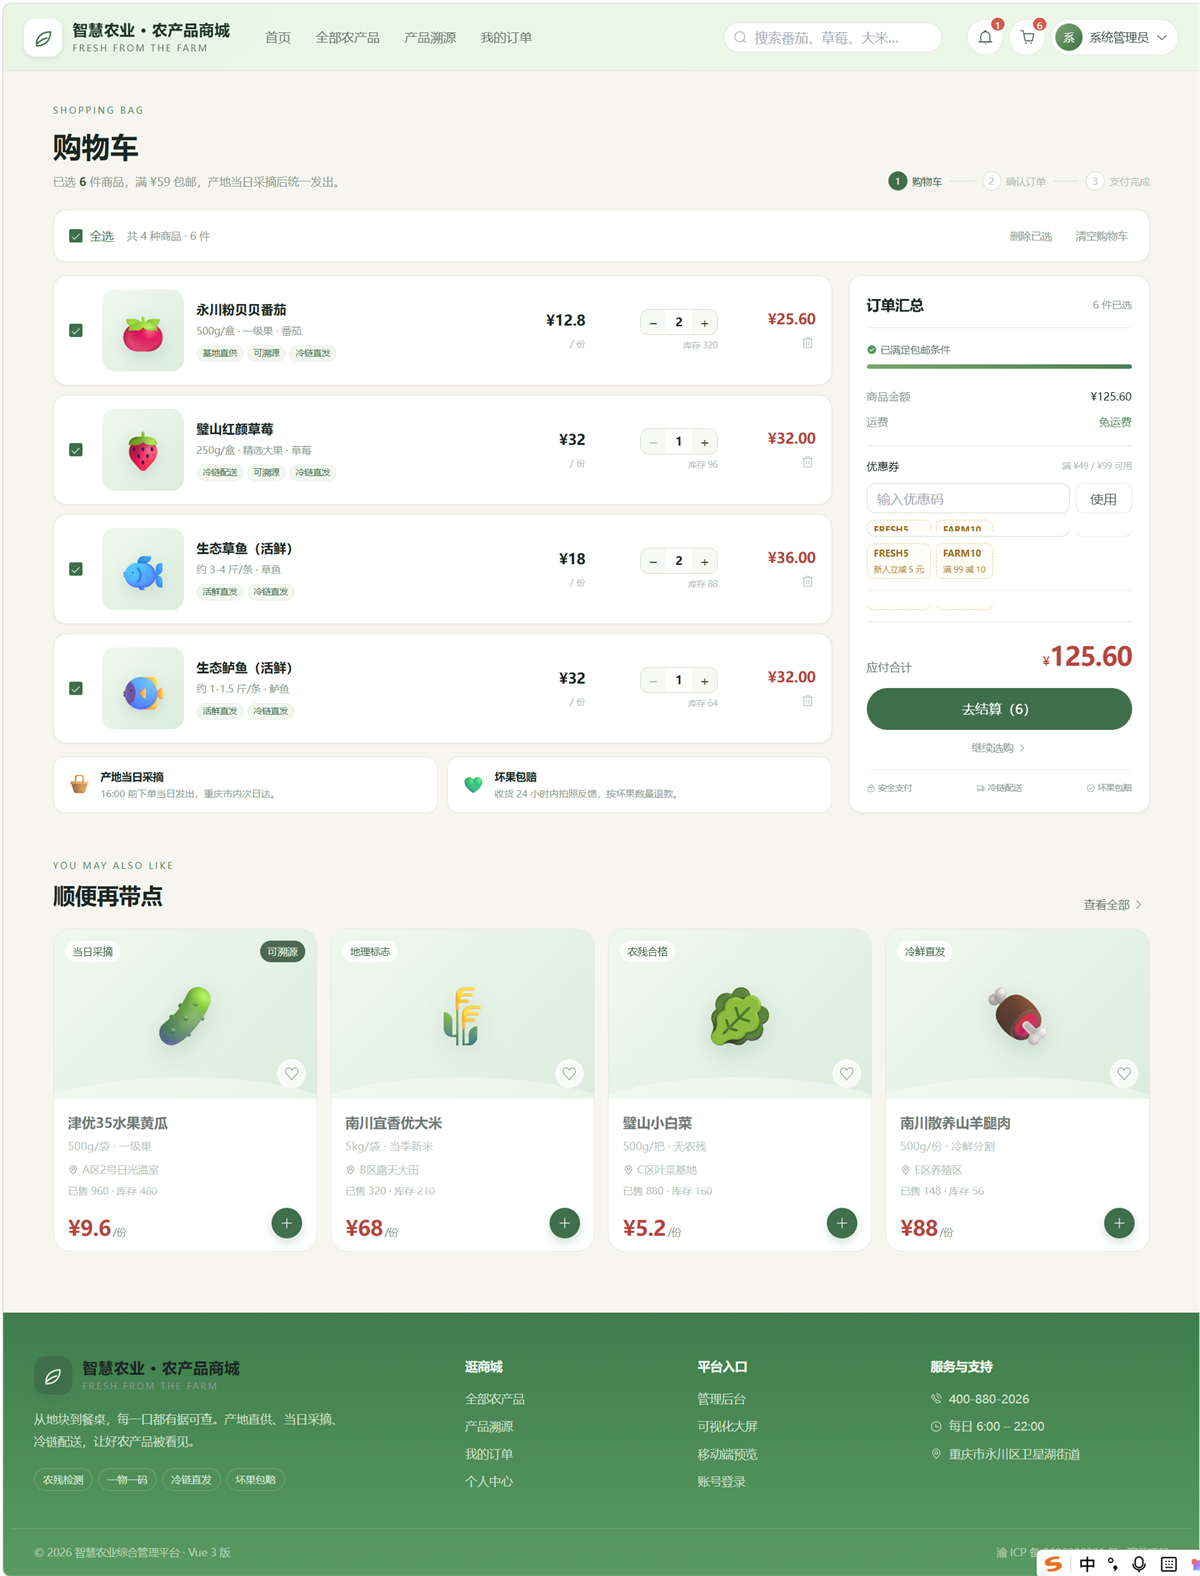 智慧农业·农产品商城
FRESH FROM THE FARM
首页
全部农产品
产品溯源
我的订单
搜索番茄、草莓、大米...
1
6
系
系统管理员
SHOPPING BAG
购物车
已选 6 件商品，满 ¥59 包邮，产地当日采摘后统一发出。
1 购物车
2 确认订单
3 支付完成
全选
共 4 种商品 · 6 件
删除已选
清空购物车
永川粉贝贝番茄
500g/盒 · 一级果 · 番茄
基地直供 可溯源 冷链直发
¥12.8
/ 份
− 2 +
库存 320
¥25.60
璧山红颜草莓
250g/盒 · 精选大果 · 草莓
冷链配送 可溯源 冷链直发
¥32
/ 份
− 1 +
库存 96
¥32.00
生态草鱼（活鲜）
约 3-4 斤/条 · 草鱼
活鲜直发 冷链直发
¥18
/ 份
− 2 +
库存 88
¥36.00
生态鲈鱼（活鲜）
约 1-1.5 斤/条 · 鲈鱼
活鲜直发 冷链直发
¥32
/ 份
− 1 +
库存 64
¥32.00
产地当日采摘
16:00 前下单当日发出，重庆市内次日达。
坏果包赔
收货 24 小时内拍照反馈，按坏果数量退款。
订单汇总
6 件已选
已满足包邮条件
商品金额
¥125.60
运费
免运费
优惠券
满 ¥49 / ¥99 可用
输入优惠码
使用
FRESH5 FARM10
FRESH5
新人立减 5 元
FARM10
满 99 减 10
应付合计
¥125.60
去结算（6）
继续选购
安全支付
冷链配送
坏果包赔
YOU MAY ALSO LIKE
顺便再带点
查看全部
当日采摘
可溯源
津优35水果黄瓜
500g/袋 · 一级果
A区2号日光温室
已售 960 · 库存 480
¥9.6/份
+
地理标志
南川宜香优大米
5kg/袋 · 当季新米
B区露天大田
已售 320 · 库存 210
¥68/份
+
农残合格
璧山小白菜
500g/把 · 无农残
C区叶菜基地
已售 880 · 库存 160
¥5.2/份
+
冷鲜直发
南川散养山羊腿肉
500g/份 · 冷鲜分割
E区养殖区
已售 148 · 库存 56
¥88/份
+
智慧农业·农产品商城
FRESH FROM THE FARM
从地块到餐桌，每一口都有据可查。产地直供、当日采摘、
冷链配送，让好农产品被看见。
农残检测 一物一码 冷链直发 坏果包赔
逛商城
全部农产品
产品溯源
我的订单
个人中心
平台入口
管理后台
可视化大屏
移动端预览
账号登录
服务与支持
400-880-2026
每日 6:00 – 22:00
重庆市永川区卫星湖街道
© 2026 智慧农业综合管理平台 · Vue 3 版
渝 ICP 备
中